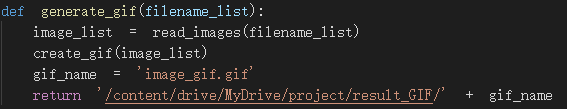 def generate_gif(filename_list):
    image_list = read_images(filename_list)
    create_gif(image_list)
    gif_name = 'image_gif.gif'
    return '/content/drive/MyDrive/project/result_GIF/' + gif_name